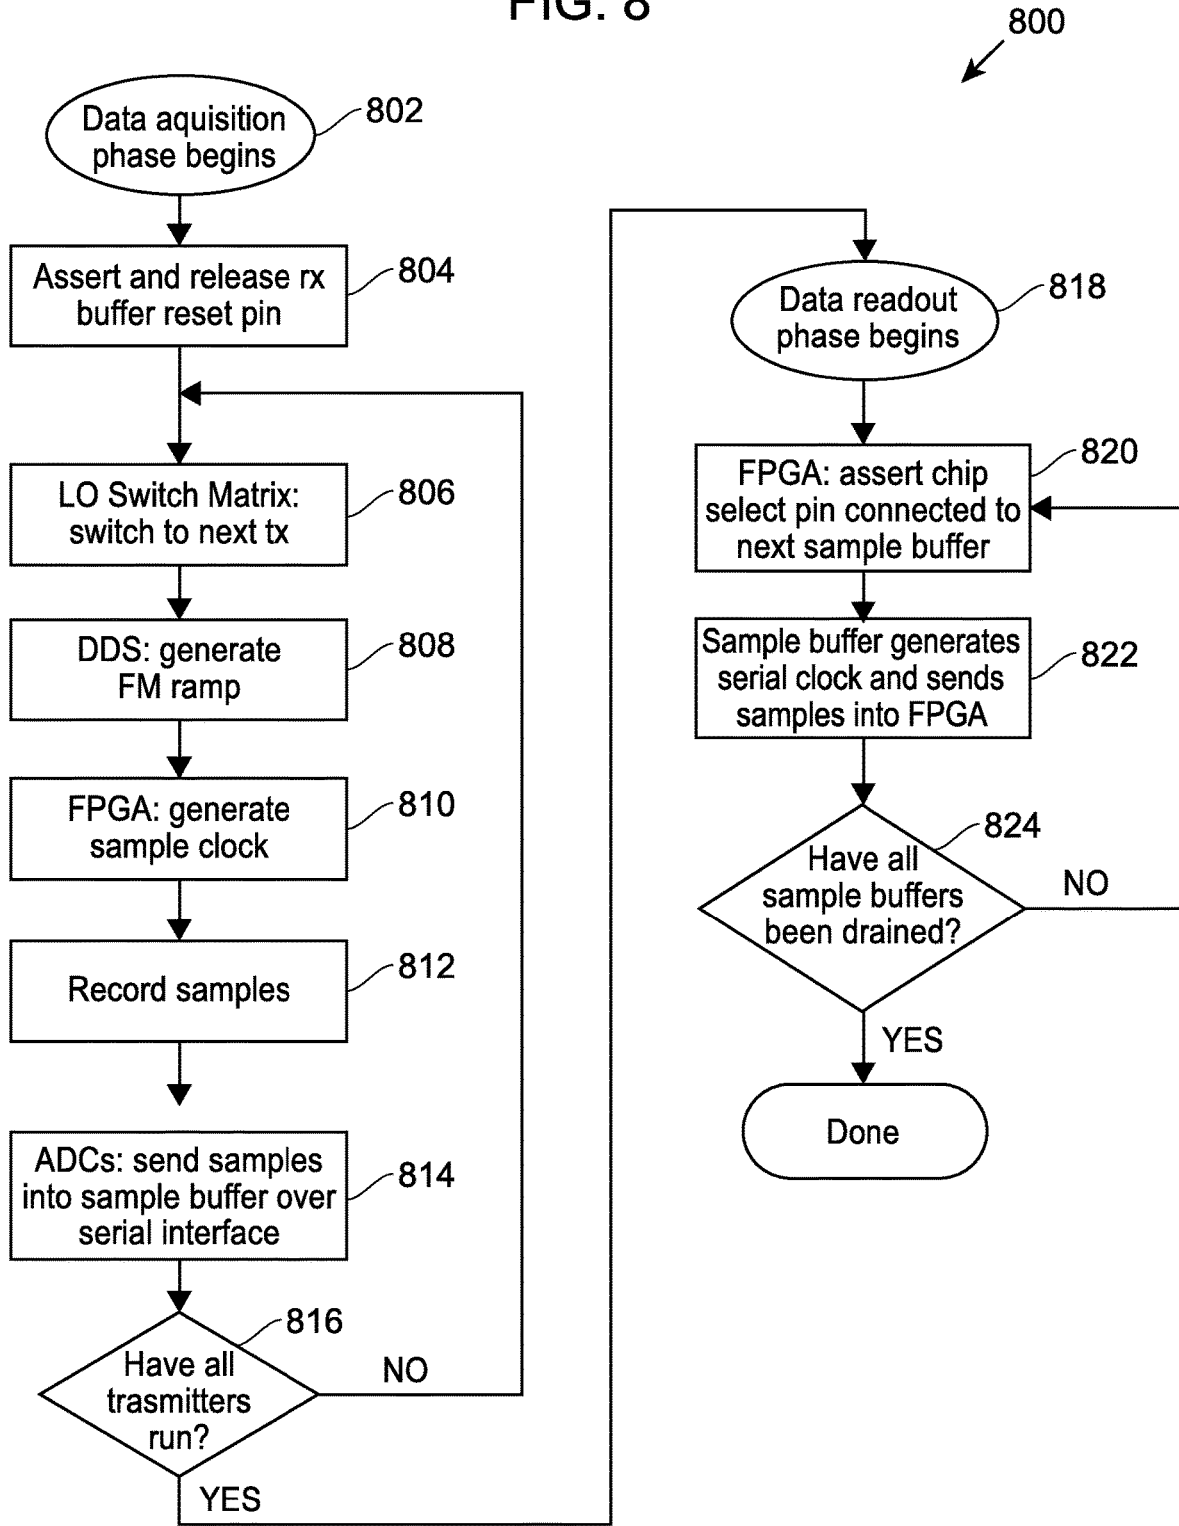 FIG. 8
800
Data aquisition
phase begins
802
Assert and release rx
buffer reset pin
804
LO Switch Matrix:
switch to next tx
806
DDS: generate
FM ramp
808
FPGA: generate
sample clock
810
Record samples
812
ADCs: send samples
into sample buffer over
serial interface
814
Have all
trasmitters
run?
816
NO
YES
Data readout
phase begins
818
FPGA: assert chip
select pin connected to
next sample buffer
820
Sample buffer generates
serial clock and sends
samples into FPGA
822
Have all
sample buffers
been drained?
824
NO
YES
Done